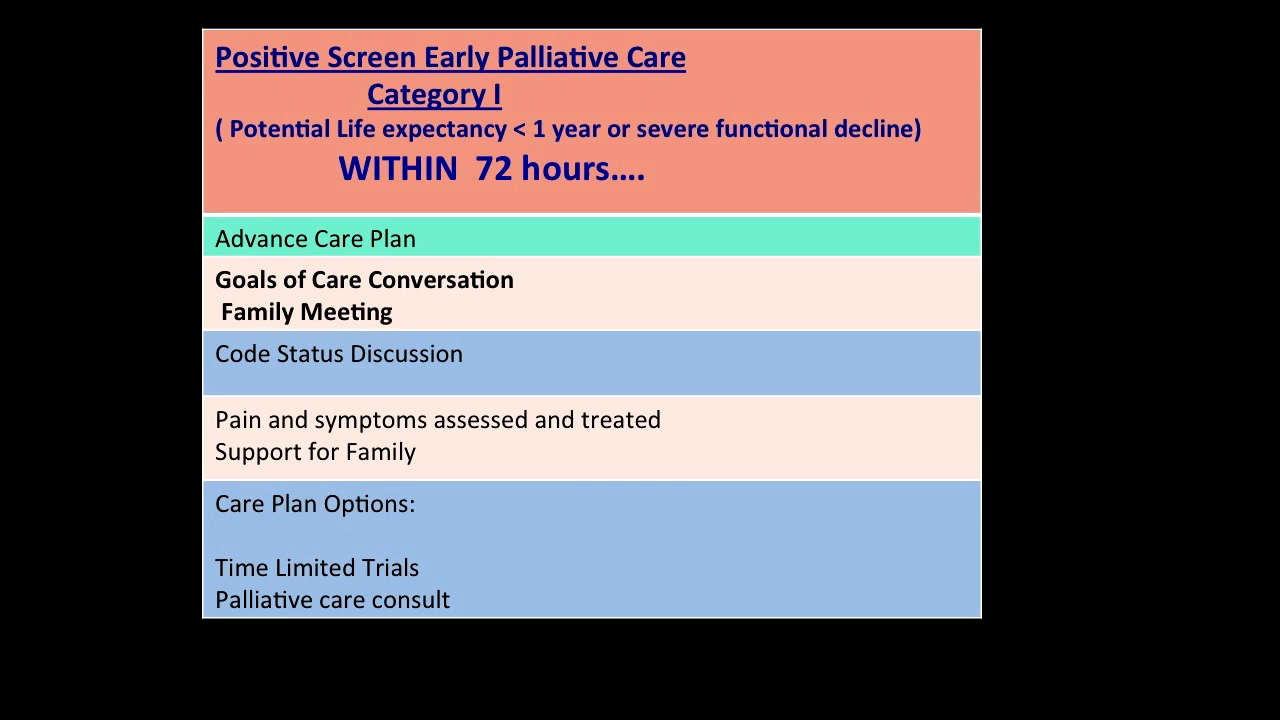 Positive Screen Early Palliative Care
Category I
( Potential Life expectancy < 1 year or severe functional decline)
WITHIN  72 hours....
Advance Care Plan
Goals of Care Conversation
Family Meeting
Code Status Discussion
Pain and symptoms assessed and treated
Support for Family
Care Plan Options:
Time Limited Trials
Palliative care consult